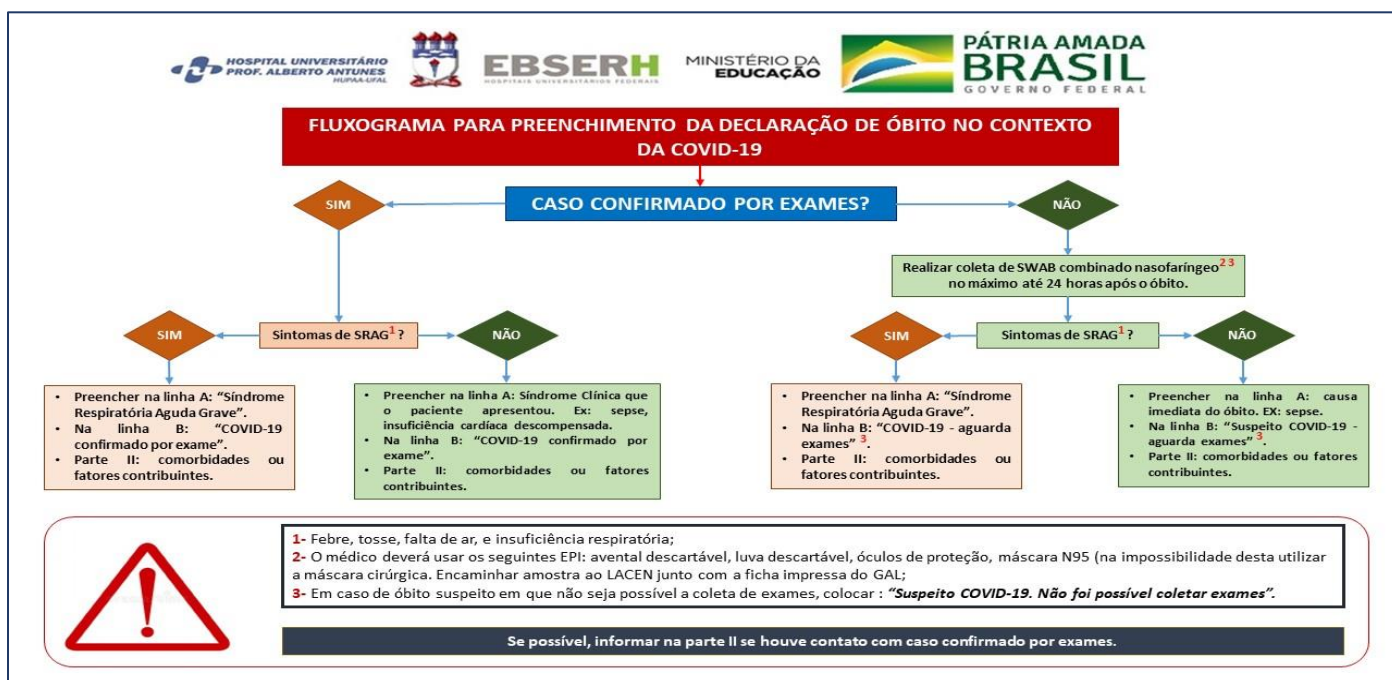 HOSPITAL UNIVERSITÁRIO
PROF. ALBERTO ANTUNES
HUPAA-UFAL
EBSERH
HOSPITAIS UNIVERSITÁRIOS FEDERAIS
MINISTÉRIO DA
EDUCAÇÃO
PÁTRIA AMADA
BRASIL
GOVERNO FEDERAL
FLUXOGRAMA PARA PREENCHIMENTO DA DECLARAÇÃO DE ÓBITO NO CONTEXTO
DA COVID-19
SIM
CASO CONFIRMADO POR EXAMES?
NÃO
Realizar coleta de SWAB combinado nasofaríngeo2 3
no máximo até 24 horas após o óbito.
SIM
Sintomas de SRAG1 ?
NÃO
SIM
Sintomas de SRAG1 ?
NÃO
• Preencher na linha A: “Síndrome
Respiratória Aguda Grave”.
• Na linha B: “COVID-19
confirmado por exame”.
• Parte II: comorbidades ou
fatores contribuintes.
• Preencher na linha A: Síndrome Clínica que
o paciente apresentou. Ex: sepse,
insuficiência cardíaca descompensada.
• Na linha B: “COVID-19 confirmado por
exame”.
• Parte II: comorbidades ou fatores
contribuintes.
• Preencher na linha A: “Síndrome
Respiratória Aguda Grave”.
• Na linha B: “COVID-19 - aguarda
exames” 3.
• Parte II: comorbidades ou
fatores contribuintes.
• Preencher na linha A: causa
imediata do óbito. EX: sepse.
• Na linha B: “Suspeito COVID-19 -
aguarda exames” 3.
• Parte II: comorbidades ou fatores
contribuintes.
1- Febre, tosse, falta de ar, e insuficiência respiratória;
2- O médico deverá usar os seguintes EPI: avental descartável, luva descartável, óculos de proteção, máscara N95 (na impossibilidade desta utilizar
a máscara cirúrgica. Encaminhar amostra ao LACEN junto com a ficha impressa do GAL;
3- Em caso de óbito suspeito em que não seja possível a coleta de exames, colocar : “Suspeito COVID-19. Não foi possível coletar exames”.
Se possível, informar na parte II se houve contato com caso confirmado por exames.